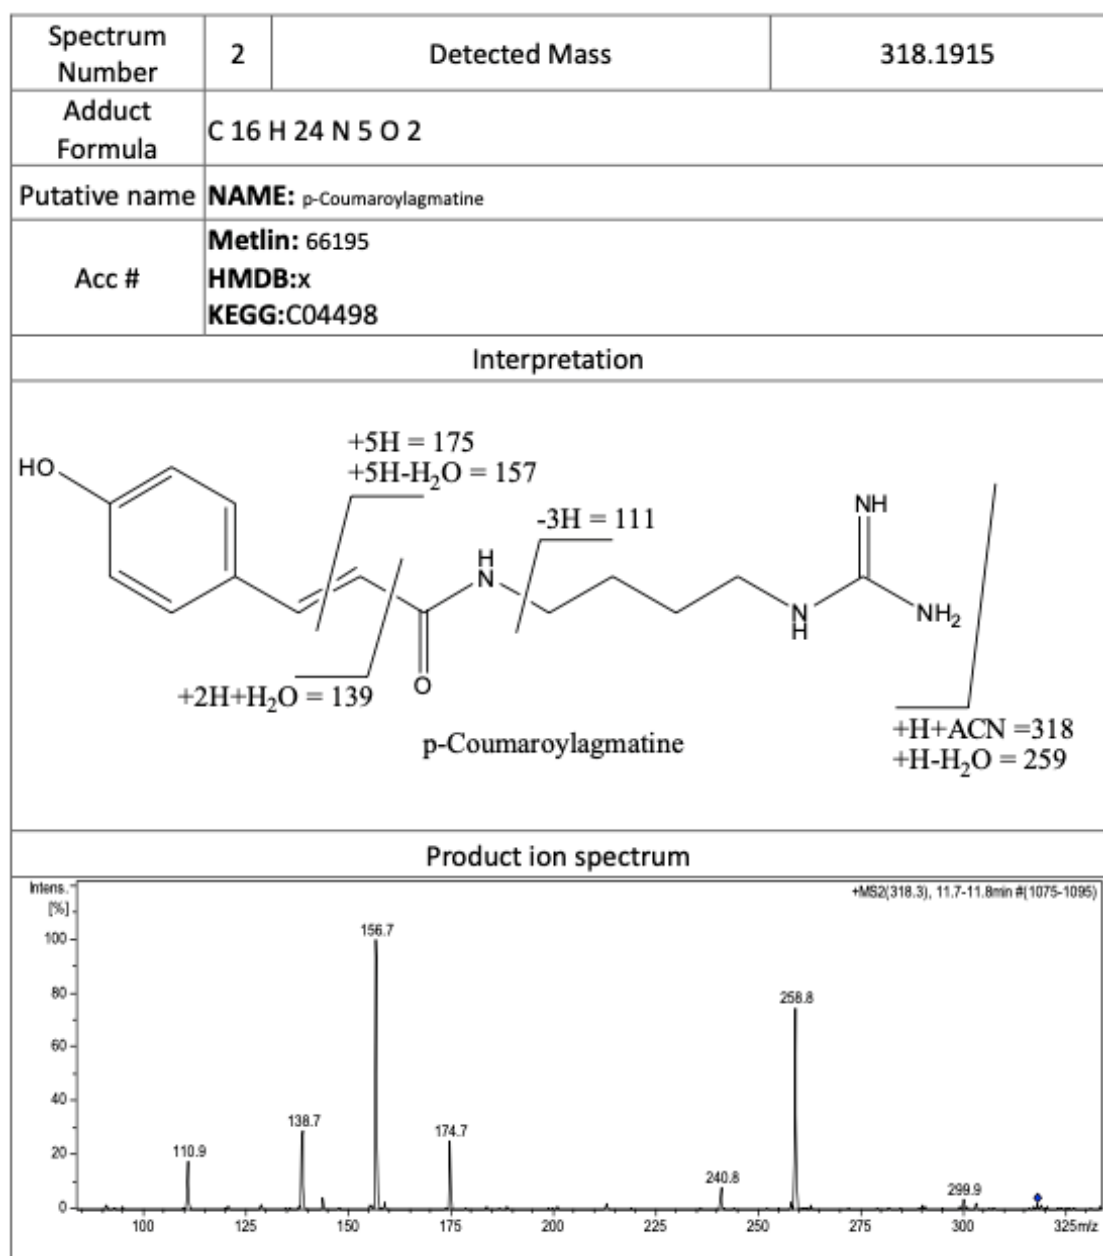 Spectrum Number 2 Detected Mass 318.1915
Adduct Formula C 16 H 24 N 5 O 2
Putative name NAME: p-Coumaroylagmatine
Acc # Metlin: 66195
HMDB:x
KEGG:C04498
Interpretation
+5H = 175
+5H-H₂O = 157
HO
-3H = 111
NH
H
N
N
H
NH₂
O
+2H+H₂O = 139
p-Coumaroylagmatine
+H+ACN =318
+H-H₂O = 259
Product ion spectrum
Intens.
[%]
+MS2(318.3), 11.7-11.8min #(1075-1095)
100
80
60
40
20
0
110.9
138.7
156.7
174.7
240.8
258.8
299.9
100 125 150 175 200 225 250 275 300 325 m/z